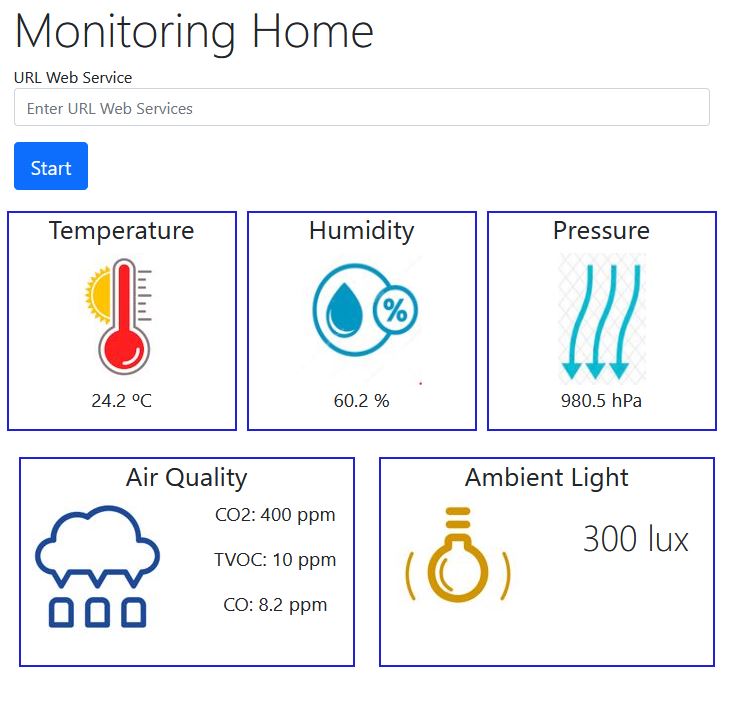 Monitoring Home
URL Web Service
Enter URL Web Services
Start
Temperature
24.2 ºC
Humidity
%
60.2 %
Pressure
980.5 hPa
Air Quality
CO2: 400 ppm
TVOC: 10 ppm
CO: 8.2 ppm
Ambient Light
300 lux